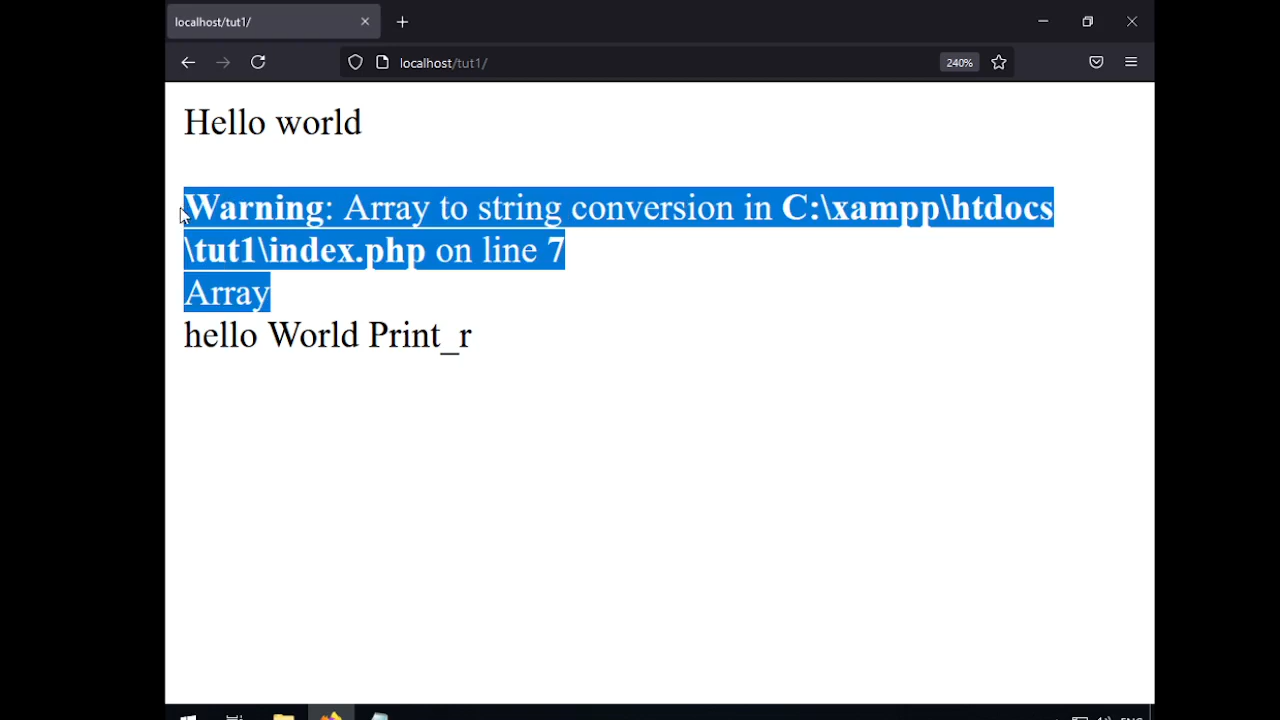 localhost/tut1/
localhost/tut1/
240%
Hello world
Warning: Array to string conversion in C:\xampp\htdocs
\tut1\index.php on line 7
Array
hello World Print_r
ENG